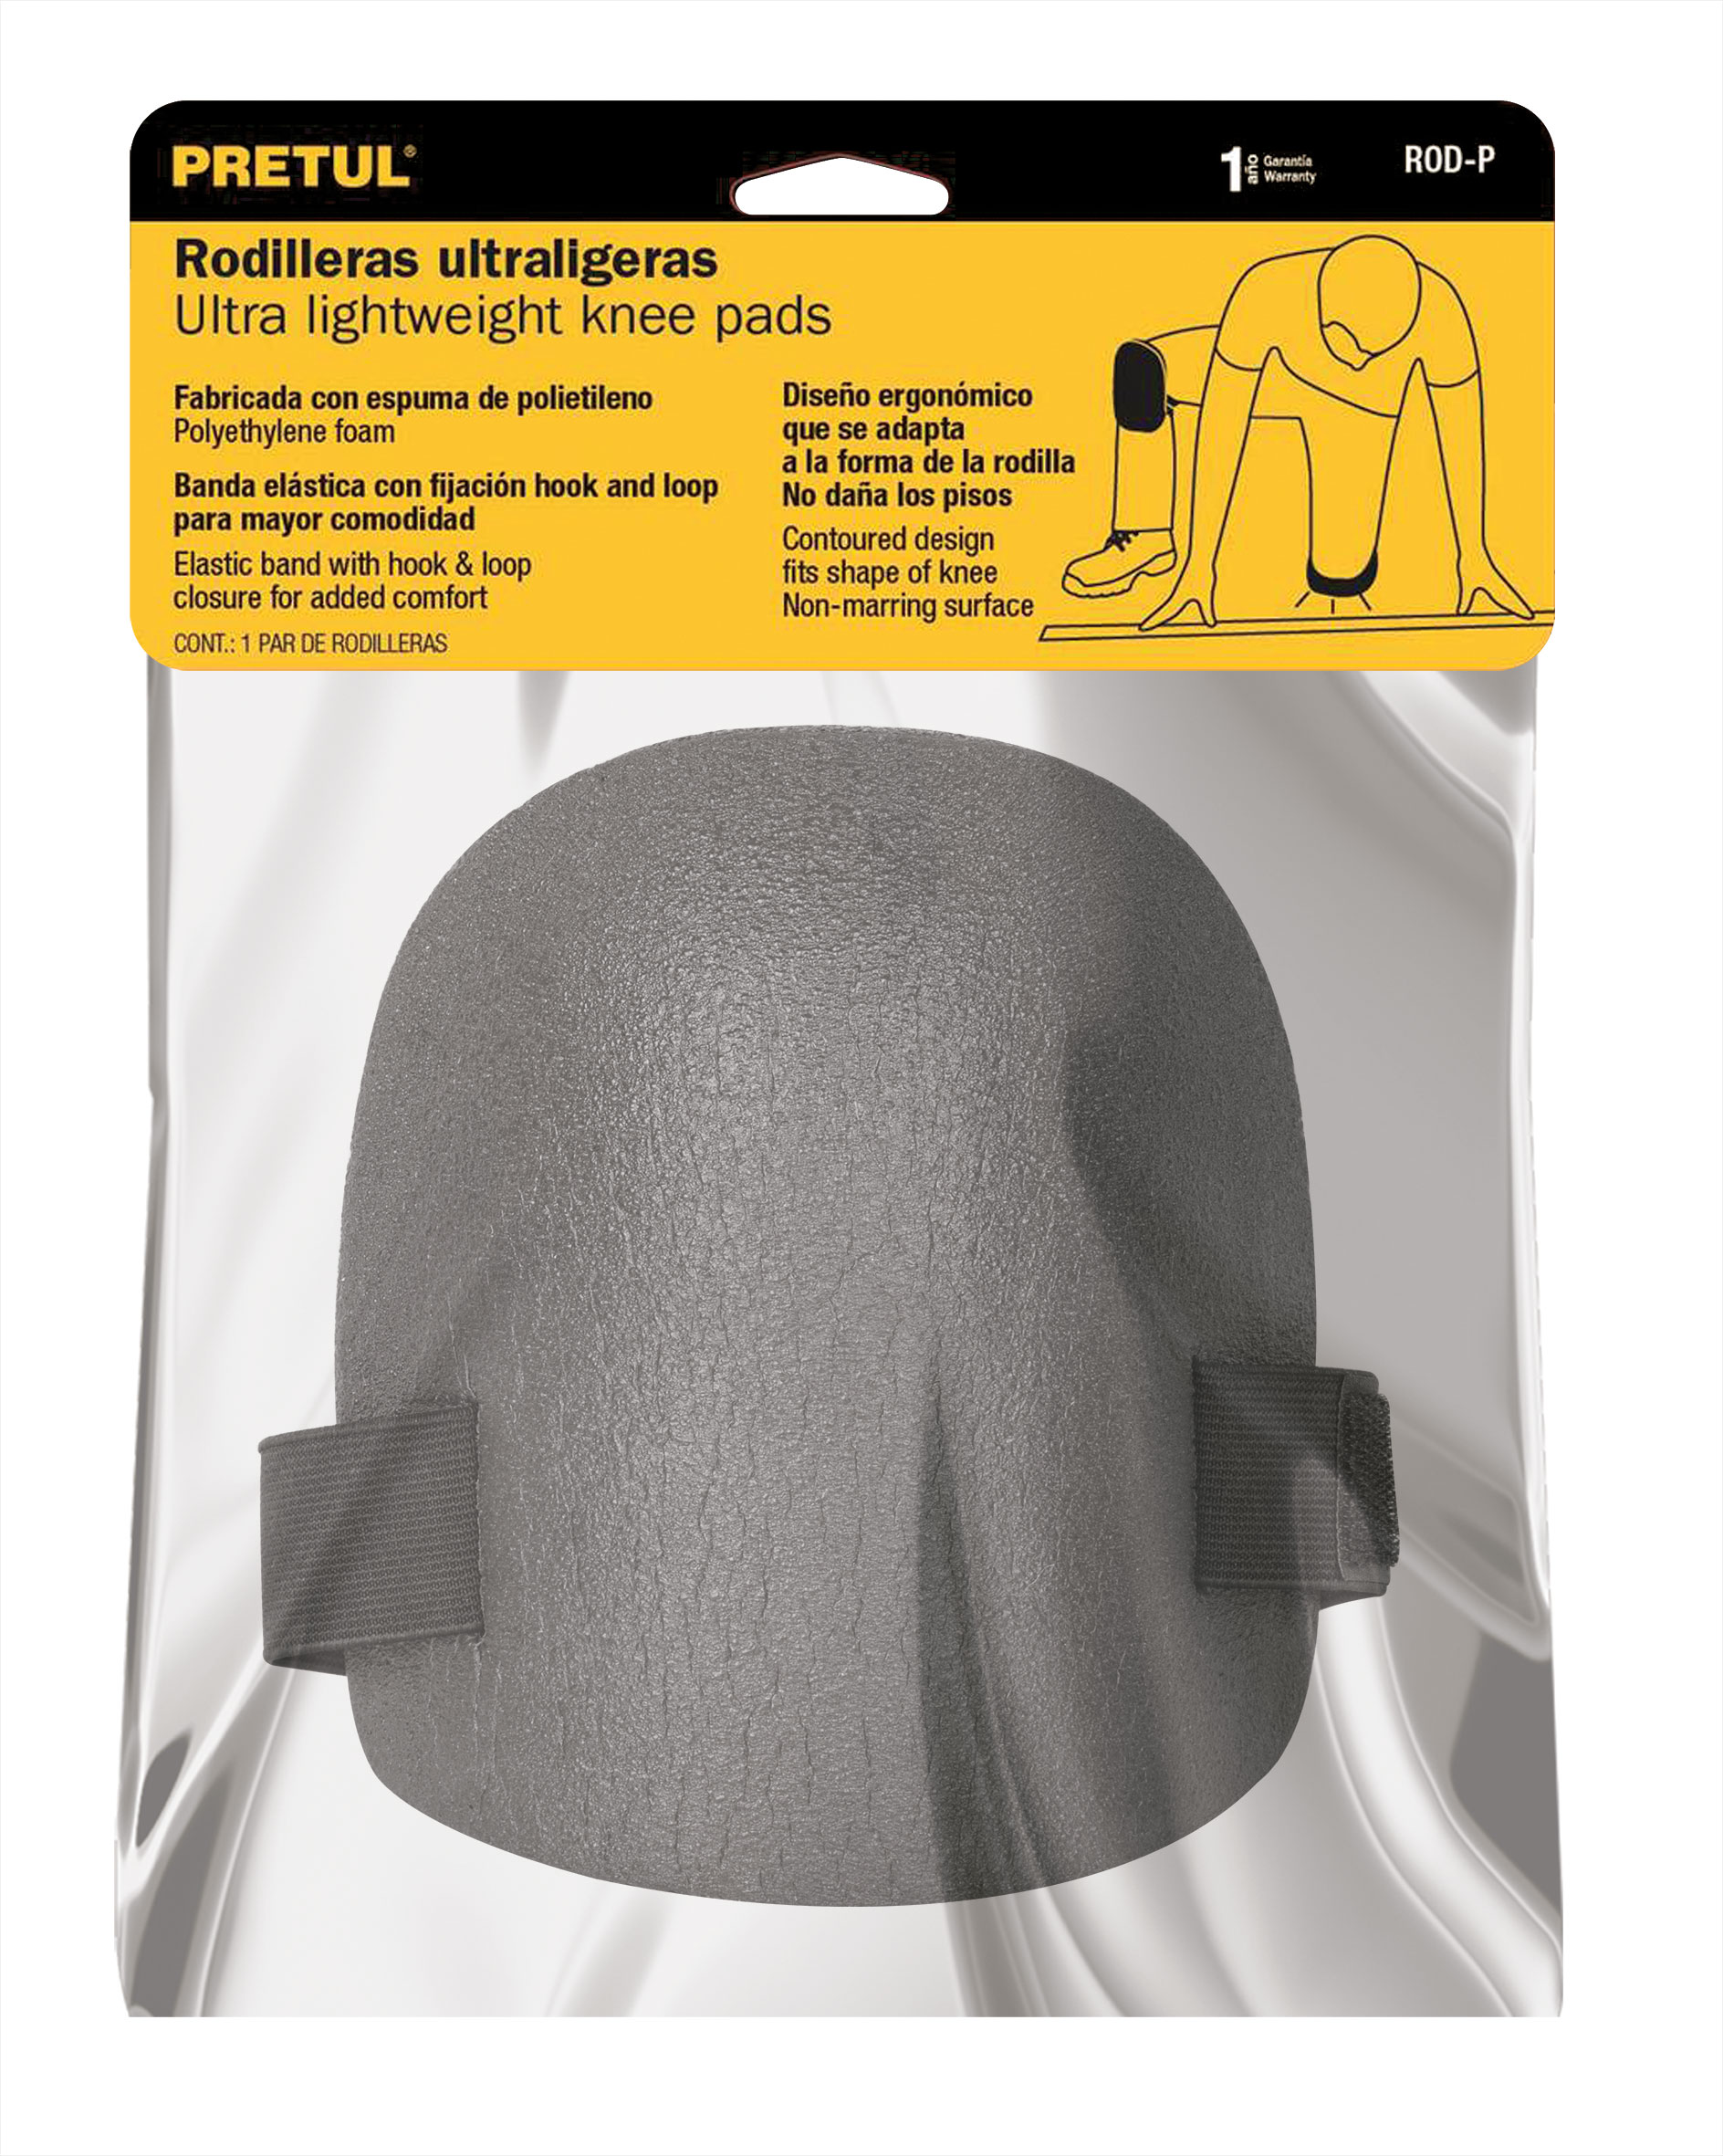 PRETUL®
1 año Garantía
Warranty
ROD-P
Rodilleras ultraligeras
Ultra lightweight knee pads
Fabricada con espuma de polietileno
Polyethylene foam
Banda elástica con fijación hook and loop
para mayor comodidad
Elastic band with hook & loop
closure for added comfort
CONT.: 1 PAR DE RODILLERAS
Diseño ergonómico
que se adapta
a la forma de la rodilla
No daña los pisos
Contoured design
fits shape of knee
Non-marring surface